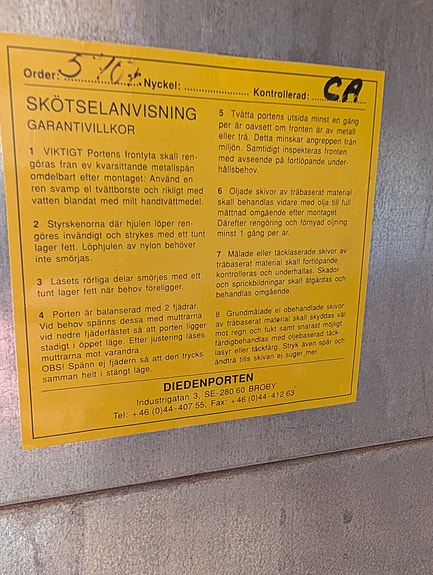 Order: Nyckel: Kontrollerad: CA
SKÖTSELANVISNING
GARANTIVILLKOR
1 VIKTIGT Portens frontyta skall ren-
göras fran ev kvarsittande metallspån
omdelbart efter montaget: Använd en
ren svamp el tvättborste och rikligt med
vatten blandat med milt handtvättmedel.
2 Styrskenorna där hjulen löper ren-
göres invändigt och strykes med ett tunt
lager fett. Löphjulen av nylon behöver
inte smörjas.
3 Lasets rörliga delar smörjes med ett
tunt lager fett när behov föreligger.
4 Porten är balanserad med 2 fjädrar.
Vid behov spänns dessa med muttrarna
vid nedre fjäderfästet så att porten ligger
stadigt i öppet läge. Efter justering låses
muttrarna mot varandra.
OBS! Spänn ej fjädern så att den trycks
samman helt i stängt läge.
5 Tvätta portens utsida minst en gång
per år oavsett om fronten är av metall
eller trä. Detta minskar angreppen från
miljön. Samtidigt inspekteras fronten
med avseende på fortlöpande under-
hållsbehov.
6 Oljade skivor av träbaserat material
skall behandlas vidare med olja till full
mättnad omgående efter montaget.
Därefter rengöring och förnyad oljning
minst 1 gång per år.
7 Målade eller täcklaserade skivor av
träbaserat material skall fortlöpande
kontrolleras och underhållas. Skador
och sprickbildningar skall åtgärdas och
behandlas omgående.
8 Grundmålade el obehandlade skivor
av träbaserat material skall skyddas väl
mot regn och fukt samt snarast möjligt
färdigbehandlas med oljebaserad täck
lasyr eller täckfärg. Stryk även spår och
ändträ tills skivan ej suger mer.
DIEDENPORTEN
Industrigatan 3, SE-280 60 BROBY
Tel: +46 (0)44-407 55, Fax: +46 (0)44-412 63